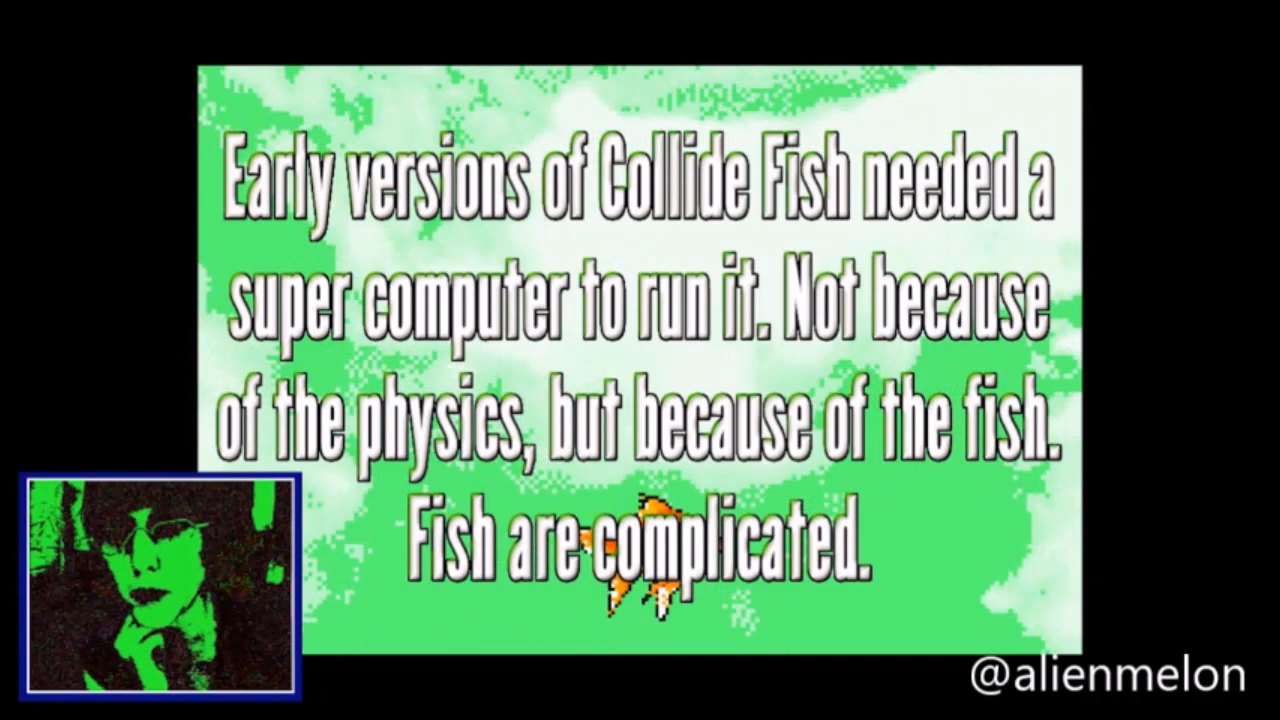 Early versions of Collide Fish needed a
super computer to run it. Not because
of the physics, but because of the fish.
Fish are complicated.
@alienmelon